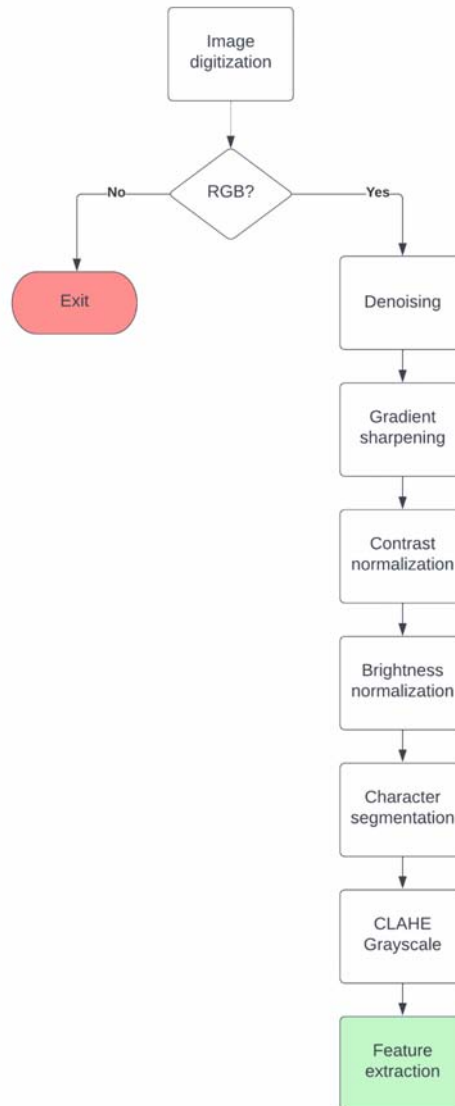 Image
digitization
RGB?
No
Yes
Exit
Denoising
Gradient
sharpening
Contrast
normalization
Brightness
normalization
Character
segmentation
CLAHE
Grayscale
Feature
extraction